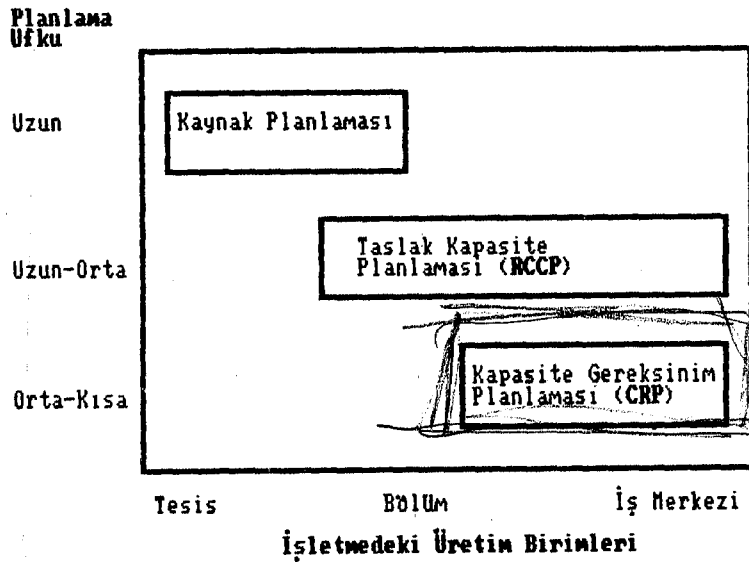 Planlama
Ufku
Uzun
Kaynak Planlaması
Uzun-Orta
Taslak Kapasite
Planlaması (RCCP)
Orta-Kısa
Kapasite Gereksinim
Planlaması (CRP)
Tesis
Bölüm
İş Merkezi
İşletmedeki Üretim Birimleri